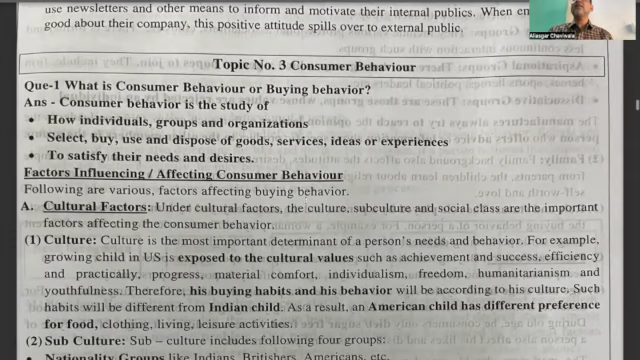 use newsletters and other means to inform and motivate their internal publics. When em
good about their company, this positive attitude spills over to external public.
Aliasgar Chaniwala
Topic No. 3 Consumer Behaviour
Que-1 What is Consumer Behaviour or Buying behavior?
Ans - Consumer behavior is the study of
• How individuals, groups and organizations
• Select, buy, use and dispose of goods, services, ideas or experiences
• To satisfy their needs and desires.
Factors Influencing / Affecting Consumer Behaviour
Following are various, factors affecting buying behavior.
A. Cultural Factors: Under cultural factors, the culture, subculture and social class are the important
factors affecting the consumer behavior.
(1) Culture: Culture is the most important determinant of a person's needs and behavior. For example,
growing child in US is exposed to the cultural values such as achievement and success, efficiency
and practically, progress, material comfort, individualism, freedom, humanitarianism and
youthfulness. Therefore, his buying habits and his behavior will be according to his culture. Such
habits will be different from Indian child. As a result, an American child has different preference
for food, clothing, living, leisure activities.
(2) Sub Culture: Sub – culture includes following four groups:
• Nationality Groups like Indians, Britishers, Americans, etc.